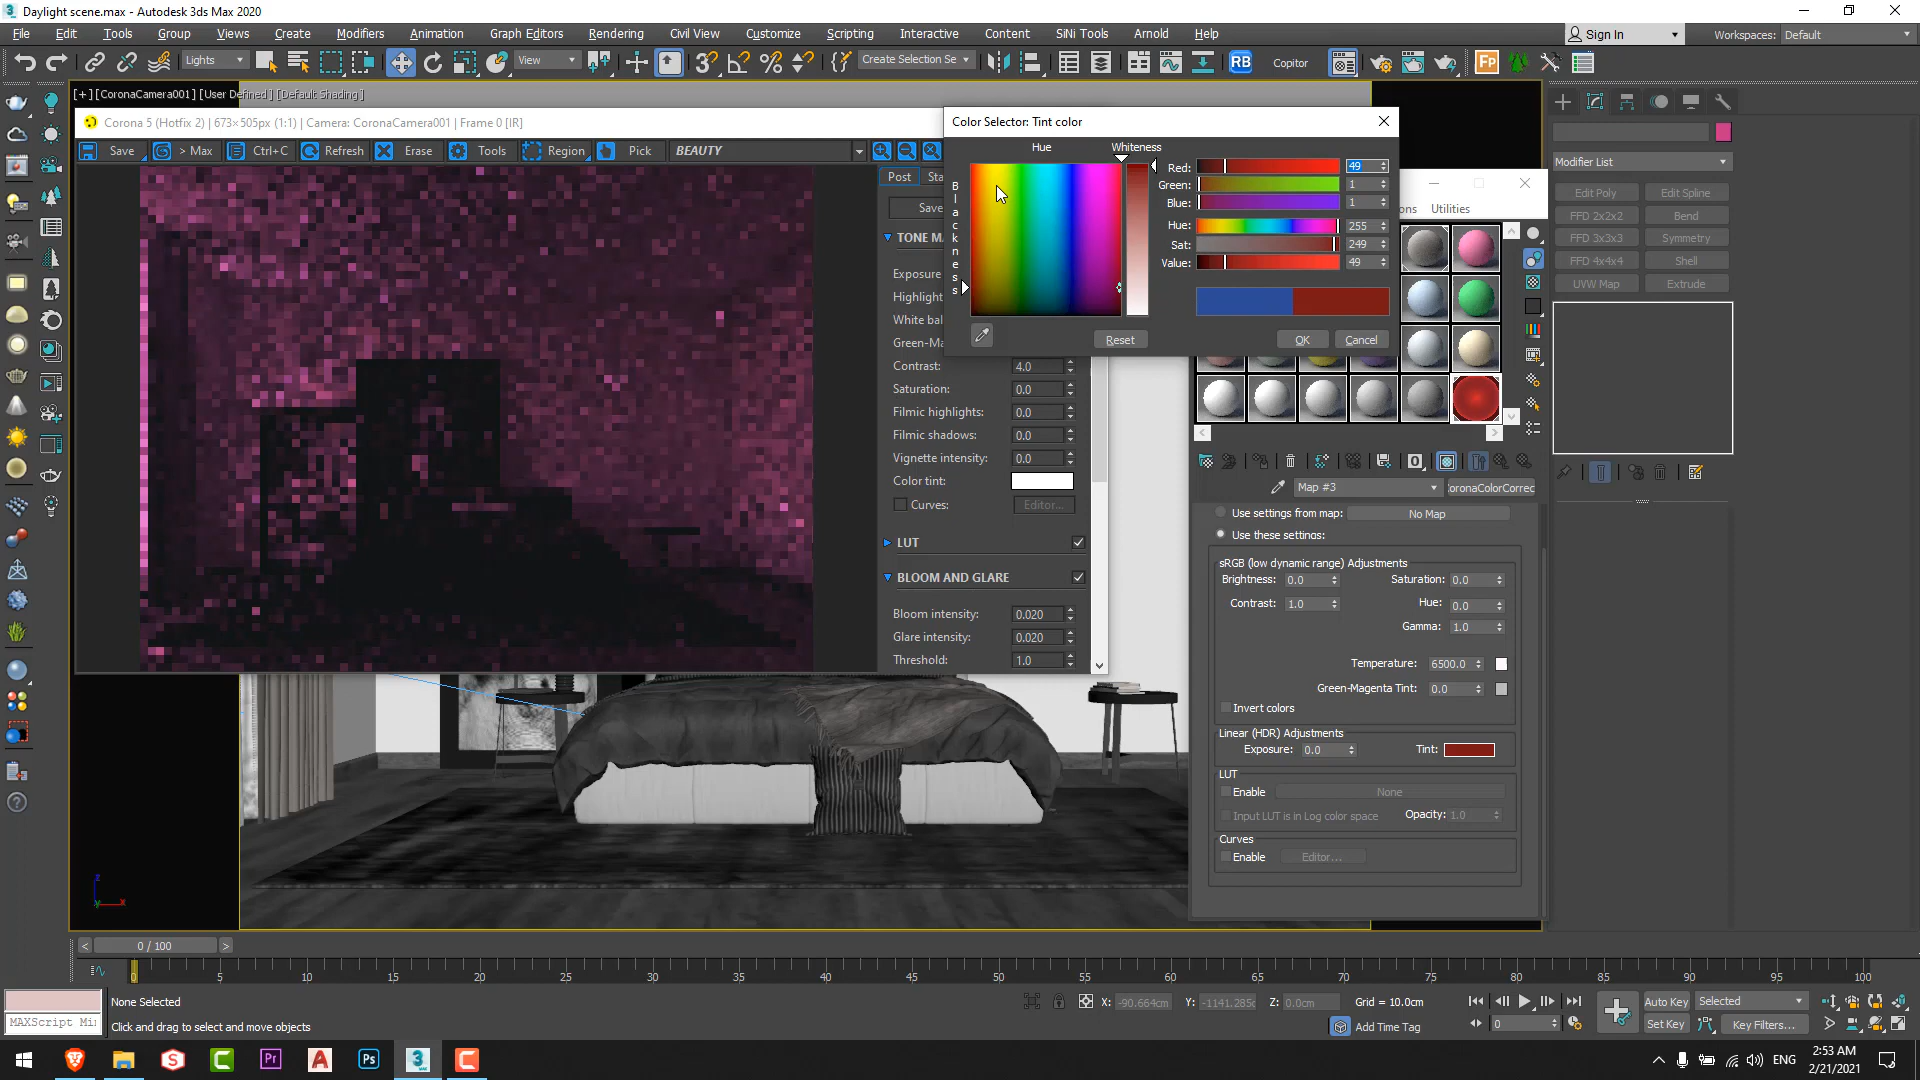 Daylight scene.max - Autodesk 3ds Max 2020
File Edit Tools Group Views Create Modifiers Animation Graph Editors Rendering Civil View Customize Scripting Interactive Content SiNi Tools Arnold Help
Sign In
Workspaces: Default
Lights
View
Create Selection Se
RB
Copitor
Fp
[+] [CoronaCamera001] [User Defined] [Default Shading]
Corona 5 (Hotfix 2) | 673×505px (1:1) | Camera: CoronaCamera001 | Frame 0 [IR]
Save > Max Ctrl+C Refresh Erase Tools Region Pick BEAUTY
Post Sta
Save
TONE MA
Exposure
Highlight
White bal
Green-Ma
Contrast: 4.0
Saturation: 0.0
Filmic highlights: 0.0
Filmic shadows: 0.0
Vignette intensity: 0.0
Color tint:
Curves: Editor...
LUT
BLOOM AND GLARE
Bloom intensity: 0.020
Glare intensity: 0.020
Threshold: 1.0
Color Selector: Tint color
Hue Whiteness
Blackness
Red: 49
Green: 1
Blue: 1
Hue: 255
Sat: 249
Value: 49
Reset OK Cancel
ons Utilities
Map #3
oronaColorCorrec
Use settings from map: No Map
Use these settings:
sRGB (low dynamic range) Adjustments
Brightness: 0.0 Saturation: 0.0
Contrast: 1.0 Hue: 0.0
Gamma: 1.0
Temperature: 6500.0
Green-Magenta Tint: 0.0
Invert colors
Linear (HDR) Adjustments
Exposure: 0.0 Tint:
LUT
Enable None
Input LUT is in Log color space Opacity: 1.0
Curves
Enable Editor...
Modifier List
Edit Poly Edit Spline
FFD 2x2x2 Bend
FFD 3x3x3 Symmetry
FFD 4x4x4 Shell
UVW Map Extrude
z
y x
< 0 / 100 >
0 5 10 15 20 25 30 35 40 45 50 55 60 65 70 75 80 85 90 95 100
None Selected
X: -90.664cm Y: -1141.285c Z: 0.0cm Grid = 10.0cm
Auto Key Selected
MAXScript Mi
Click and drag to select and move objects
Add Time Tag
0
Set Key Key Filters...
Pr
Ps
3
MAX
ENG
2:53 AM
2/21/2021